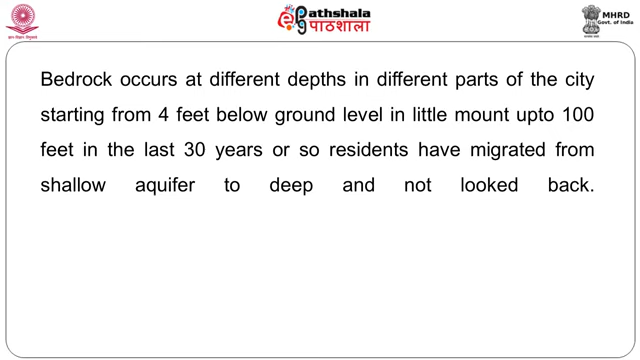 Pathshala
पाठशाला
MHRD
Govt. of India
Bedrock occurs at different depths in different parts of the city
starting from 4 feet below ground level in little mount upto 100
feet in the last 30 years or so residents have migrated from
shallow aquifer to deep and not looked back.